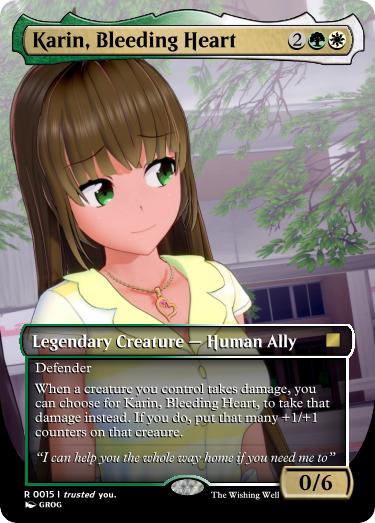 Karin, Bleeding Heart 2
Legendary Creature — Human Ally
Defender
When a creature you control takes damage, you
can choose for Karin, Bleeding Heart, to take that
damage instead. If you do, put that many +1/+1
counters on that creaure.
“I can help you the whole way home if you need me to”
0/6
R 0015 I trusted you.
GROG
The Wishing Well